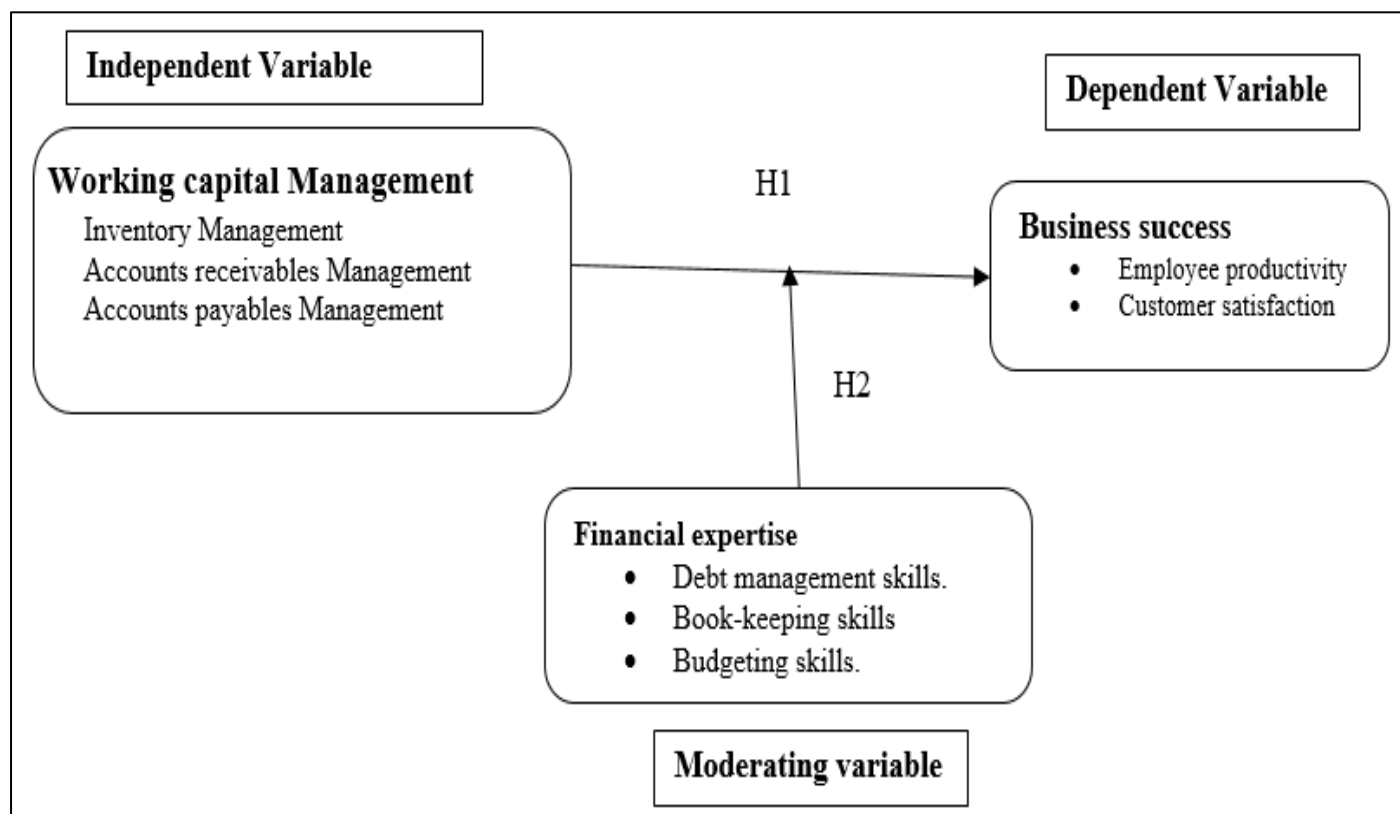 Independent Variable
Dependent Variable
Working capital Management
Inventory Management
Accounts receivables Management
Accounts payables Management
H1
Business success
• Employee productivity
• Customer satisfaction
H2
Financial expertise
• Debt management skills.
• Book-keeping skills
• Budgeting skills.
Moderating variable